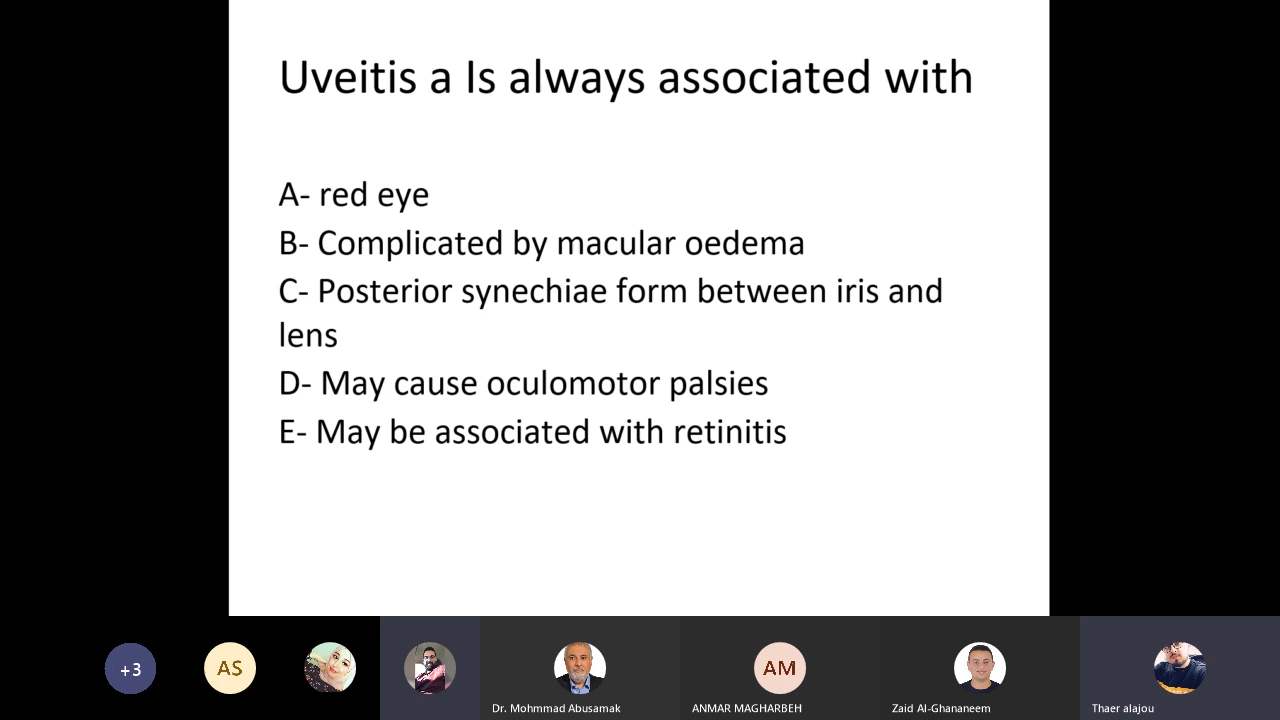 Uveitis a Is always associated with
A- red eye
B- Complicated by macular oedema
C- Posterior synechiae form between iris and
lens
D- May cause oculomotor palsies
E- May be associated with retinitis
+3
AS
AM
Dr. Mohmmad Abusamak
ANMAR MAGHARBEH
Zaid Al-Ghananeem
Thaer alajou